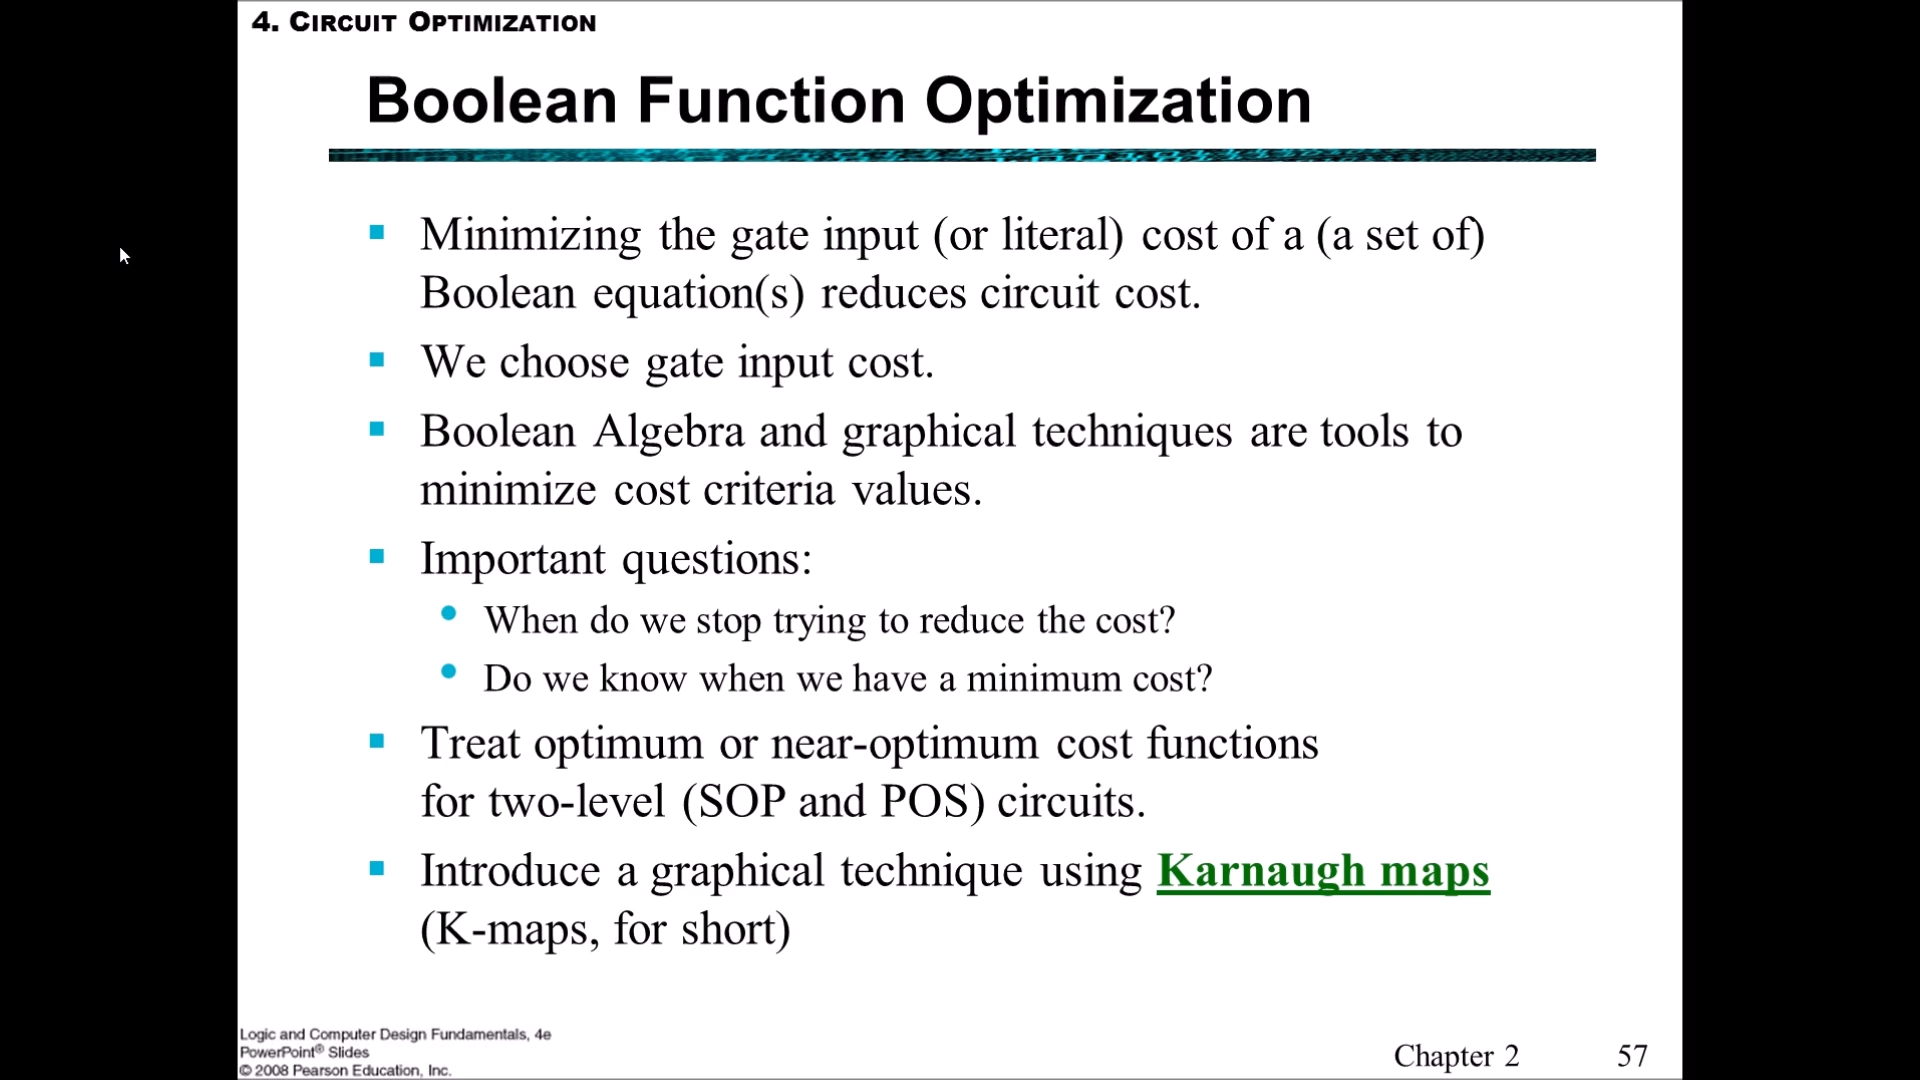 4. CIRCUIT OPTIMIZATION
Boolean Function Optimization
Minimizing the gate input (or literal) cost of a (a set of)
Boolean equation(s) reduces circuit cost.
We choose gate input cost.
Boolean Algebra and graphical techniques are tools to
minimize cost criteria values.
Important questions:
When do we stop trying to reduce the cost?
Do we know when we have a minimum cost?
Treat optimum or near-optimum cost functions
for two-level (SOP and POS) circuits.
Introduce a graphical technique using Karnaugh maps
(K-maps, for short)
Logic and Computer Design Fundamentals, 4e
PowerPoint® Slides
© 2008 Pearson Education, Inc.
Chapter 2 57